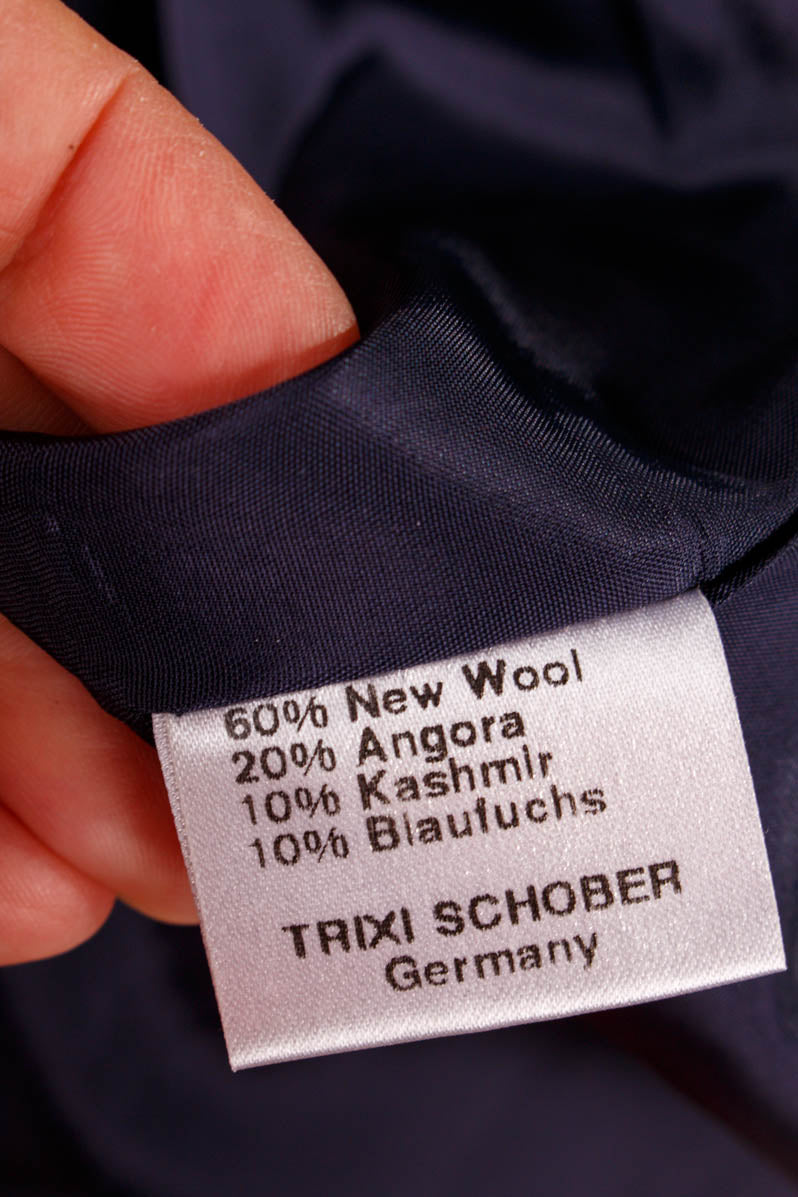 60% New Wool
20% Angora
10% Kashmir
10% Blaufuchs
TRIXI SCHOBER
Germany